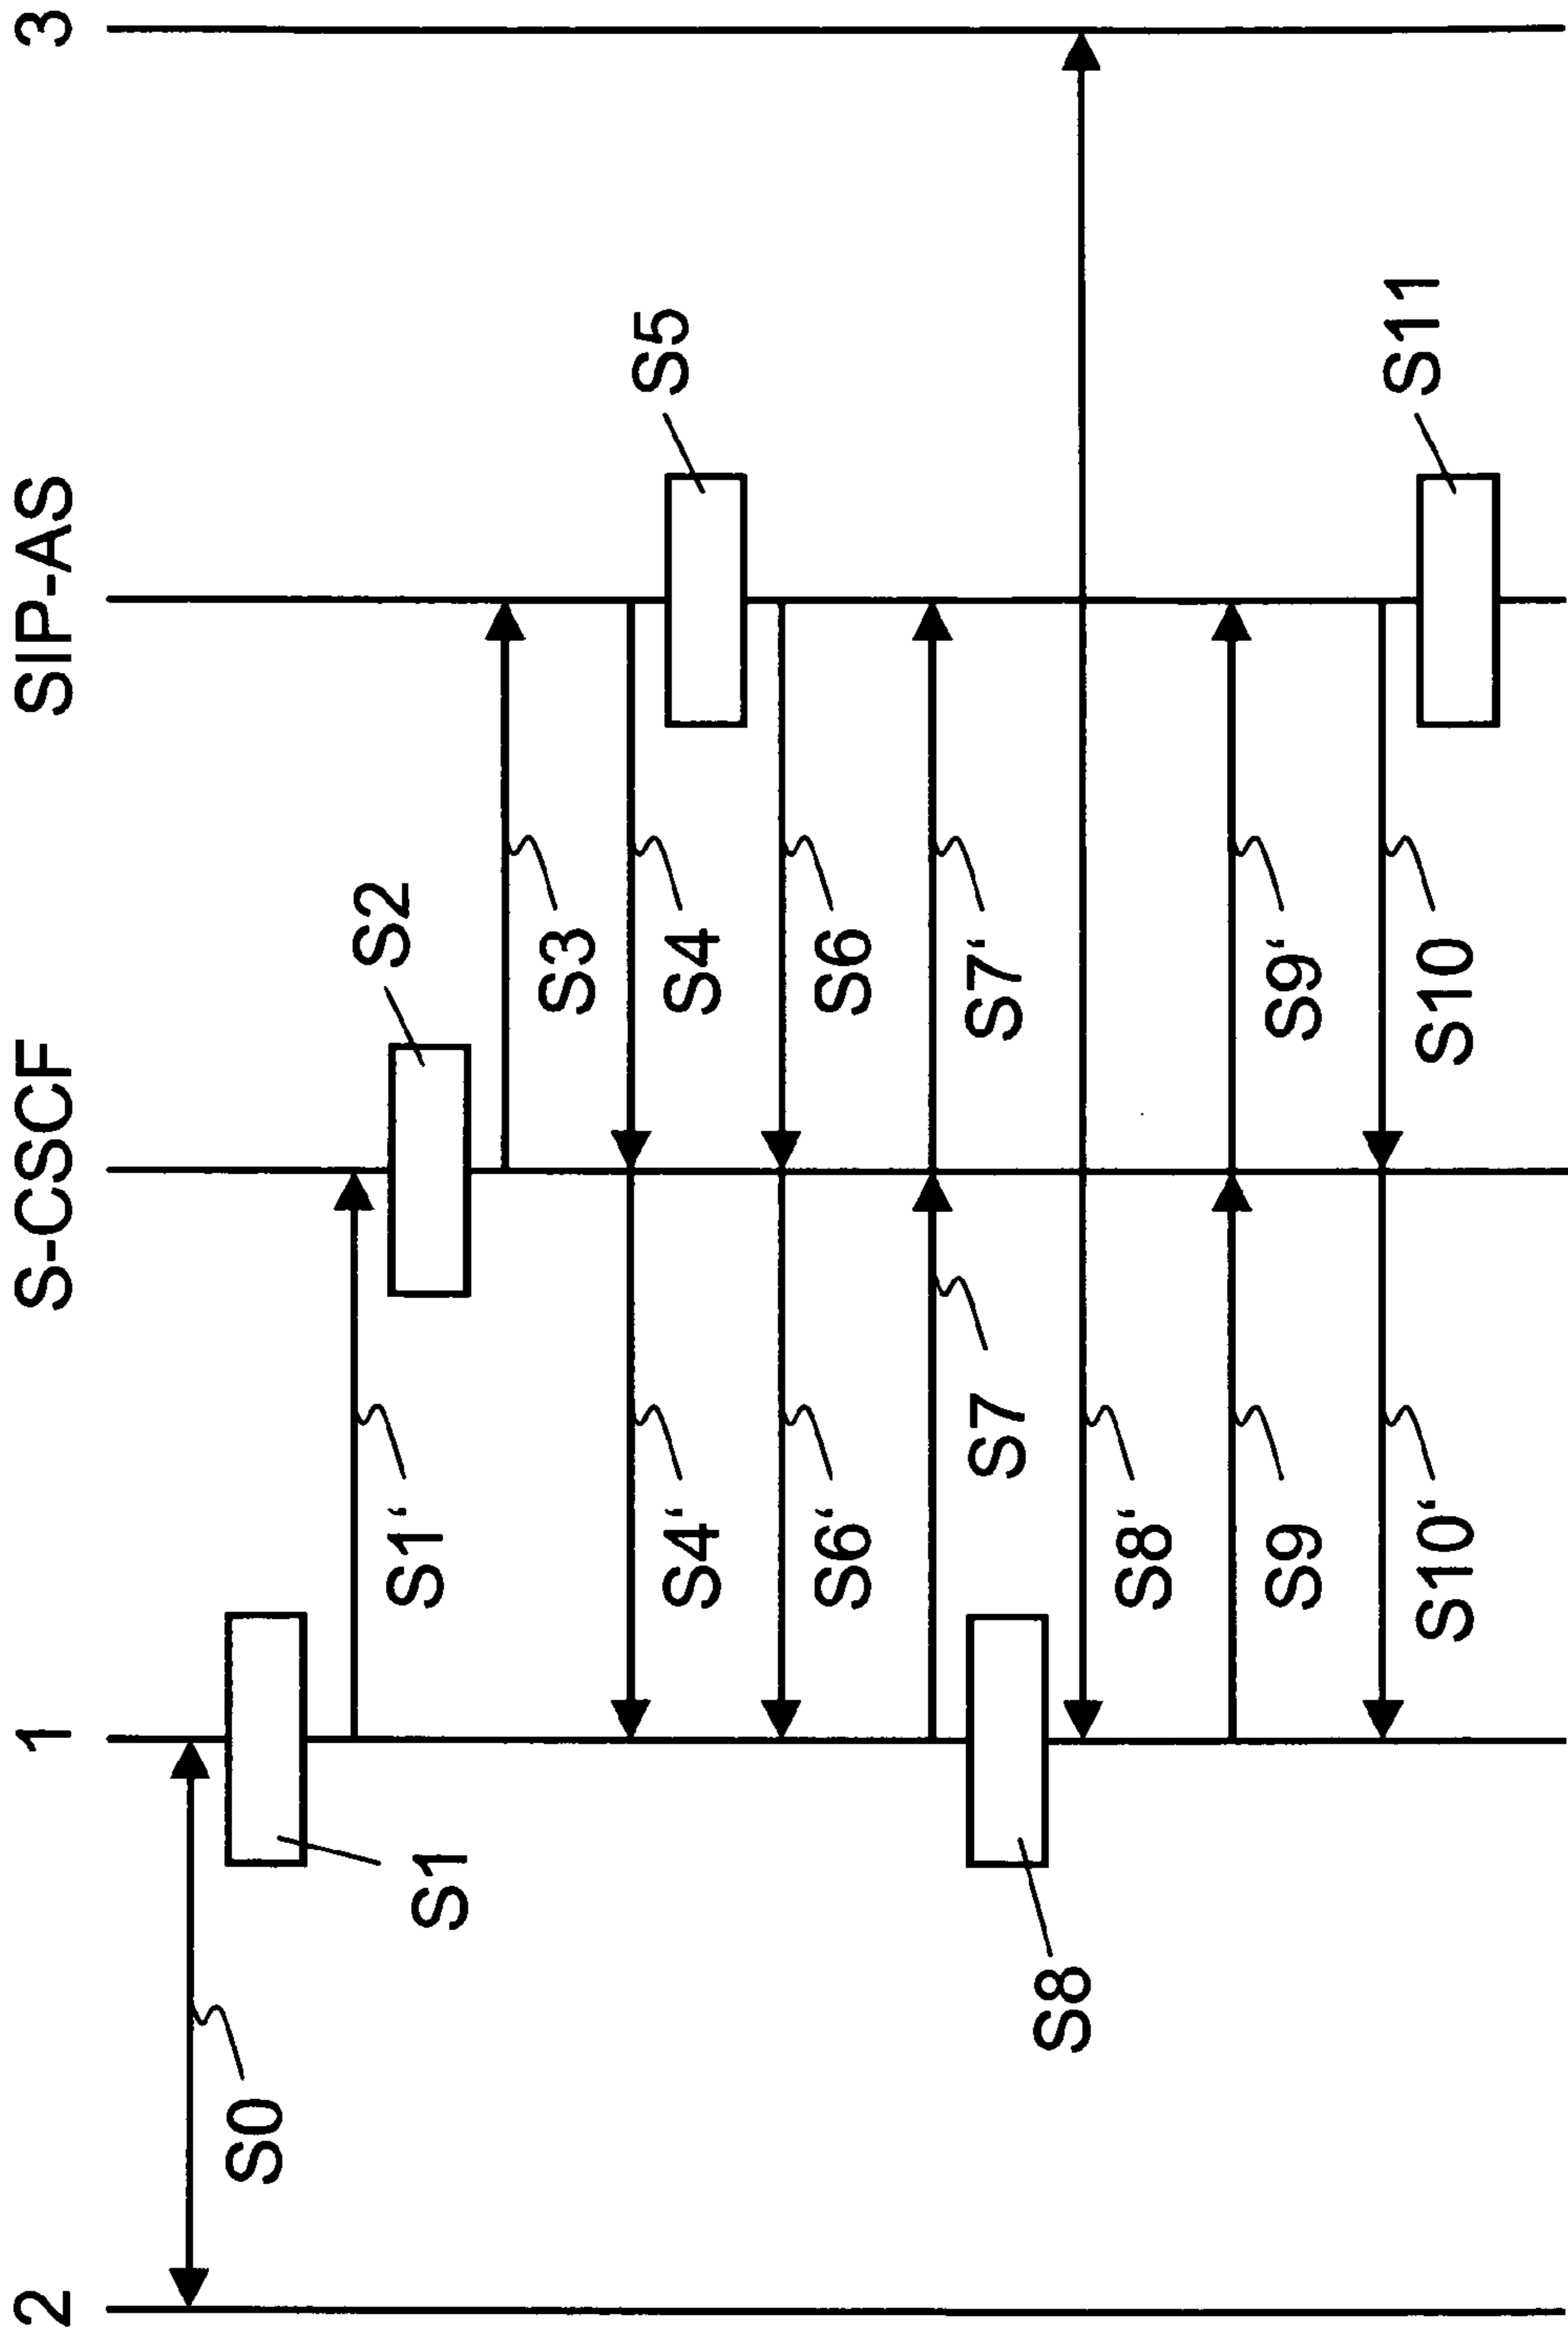 2 1 S-CSCF SIP-AS 3
S0
S2
S1‘
S1
S3
S5
S4‘ S4
S6‘ S6
S7 S7‘
S8
S8‘
S9 S9‘
S11
S10‘ S10